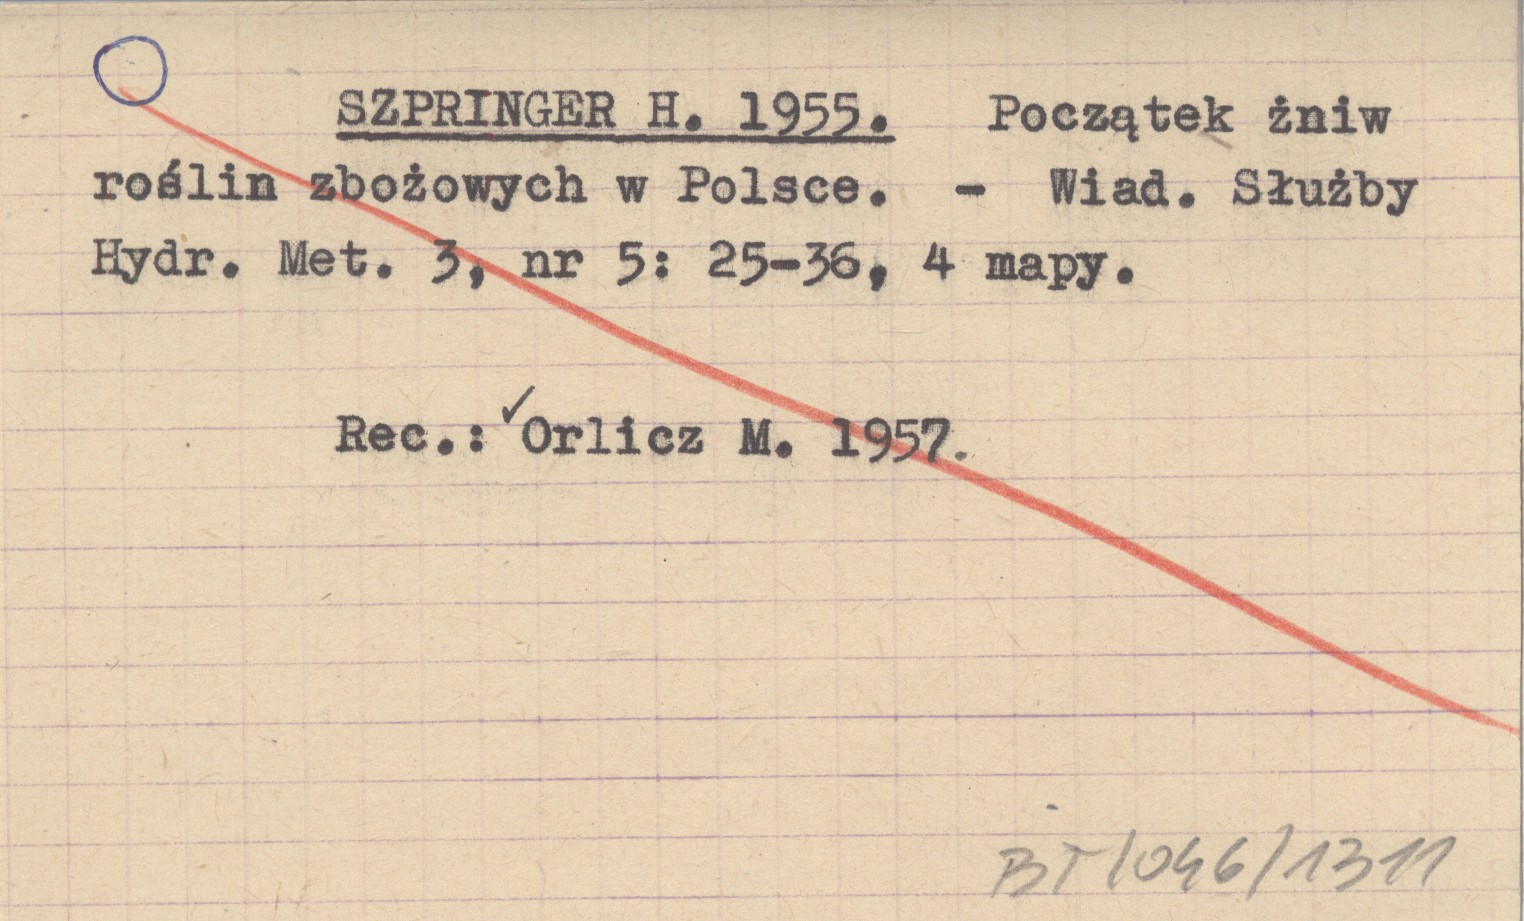 SZPRINGER H. 1955. Początek żniw
roślin zbożowych w Polsce. - Wiad. Służby
Hydr. Met. 3, nr 5: 25-36, 4 mapy.
Rec.: ✓Orlicz M. 1957.
BT/046/1311